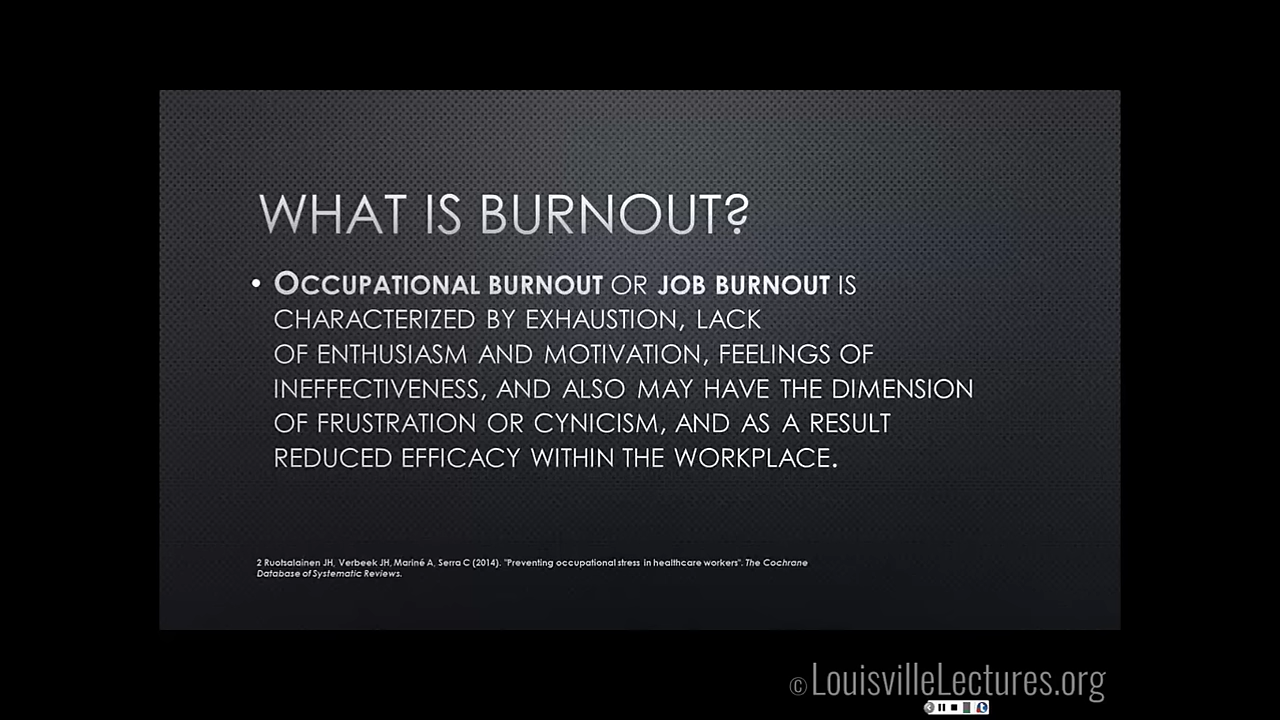 WHAT IS BURNOUT?
• OCCUPATIONAL BURNOUT OR JOB BURNOUT IS
CHARACTERIZED BY EXHAUSTION, LACK
OF ENTHUSIASM AND MOTIVATION, FEELINGS OF
INEFFECTIVENESS, AND ALSO MAY HAVE THE DIMENSION
OF FRUSTRATION OR CYNICISM, AND AS A RESULT
REDUCED EFFICACY WITHIN THE WORKPLACE.
2 Ruotsalainen JH, Verbeek JH, Mariné A, Serra C (2014). "Preventing occupational stress in healthcare workers". The Cochrane
Database of Systematic Reviews.
© LouisvilleLectures.org